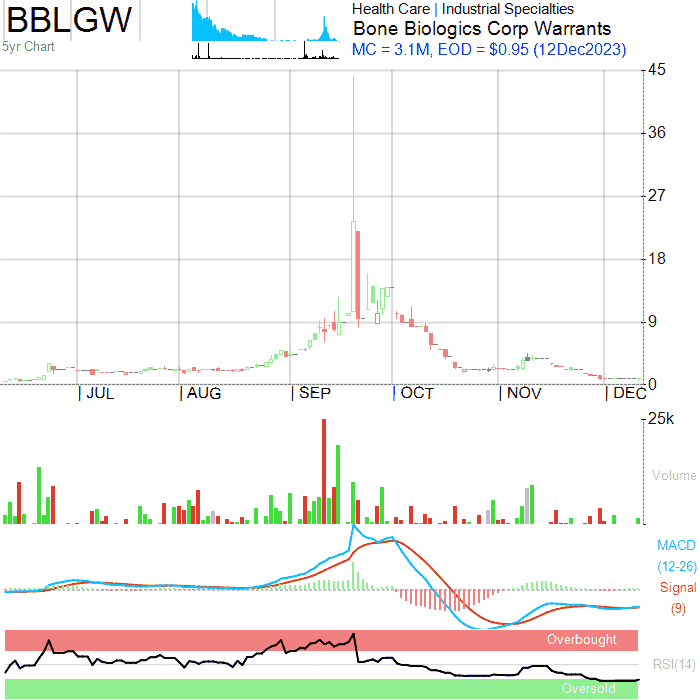 BBLGW
5yr Chart
Health Care | Industrial Specialties
Bone Biologics Corp Warrants
MC = 3.1M, EOD = $0.95 (12Dec2023)
45
36
27
18
9
0
JUL AUG SEP OCT NOV DEC
25k
Volume
MACD
(12-26)
Signal
(9)
Overbought
RSI(14)
Oversold